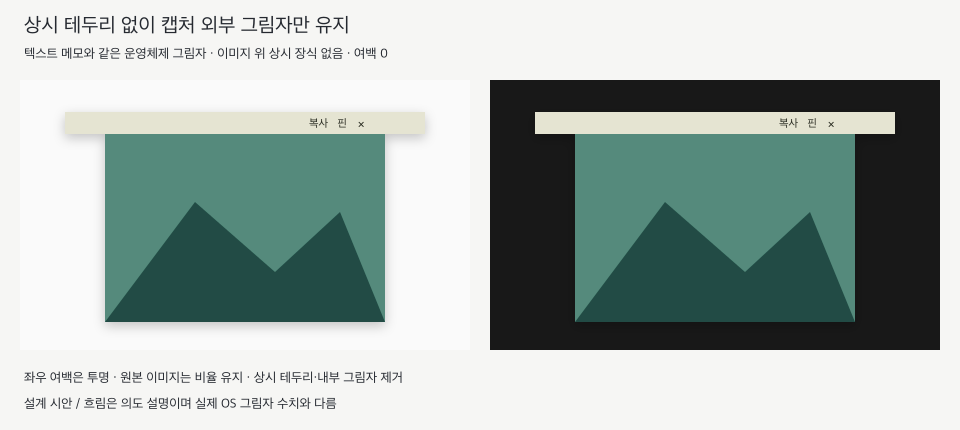 상시 테두리 없이 캡처 외부 그림자만 유지
텍스트 메모와 같은 운영체제 그림자 · 이미지 위 상시 장식 없음 · 여백 0
복사 핀 ×
복사 핀 ×
좌우 여백은 투명 · 원본 이미지는 비율 유지 · 상시 테두리·내부 그림자 제거
설계 시안 / 흐림은 의도 설명이며 실제 OS 그림자 수치와 다름